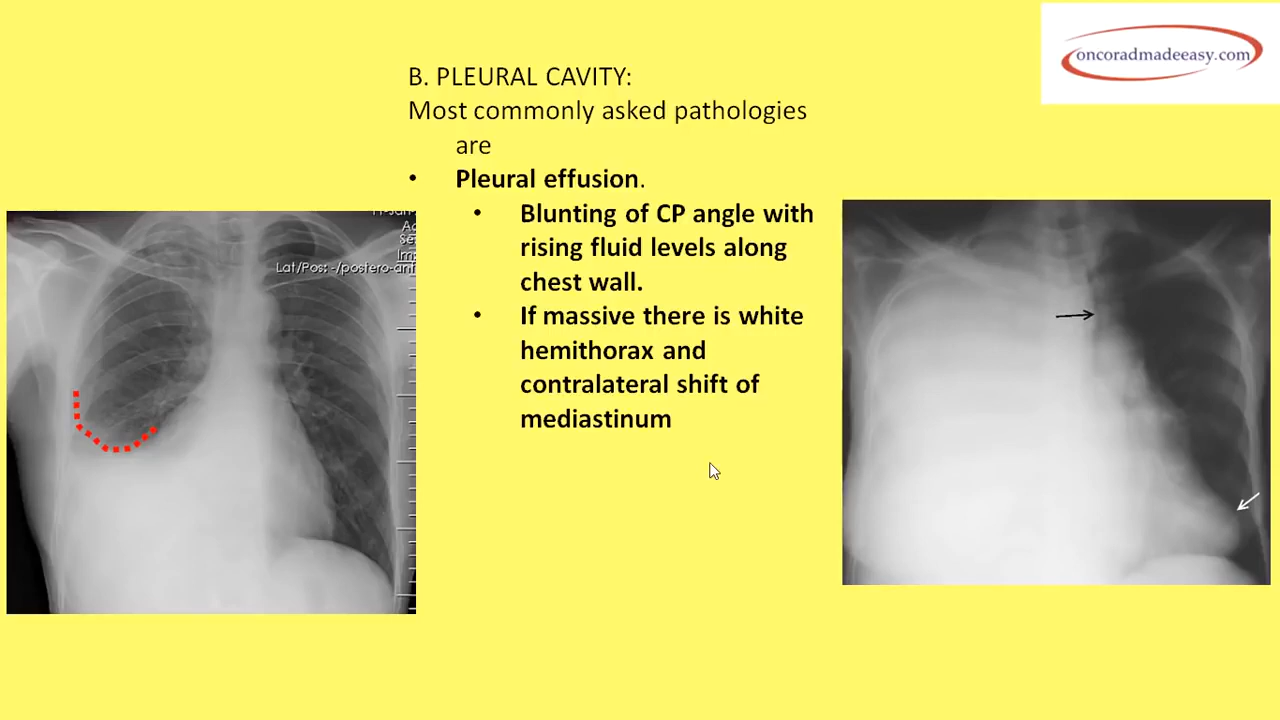 oncoradmadeeasy.com
B. PLEURAL CAVITY:
Most commonly asked pathologies
are
• Pleural effusion.
• Blunting of CP angle with
rising fluid levels along
chest wall.
• If massive there is white
hemithorax and
contralateral shift of
mediastinum
Lat/Pos: -/postero-ant